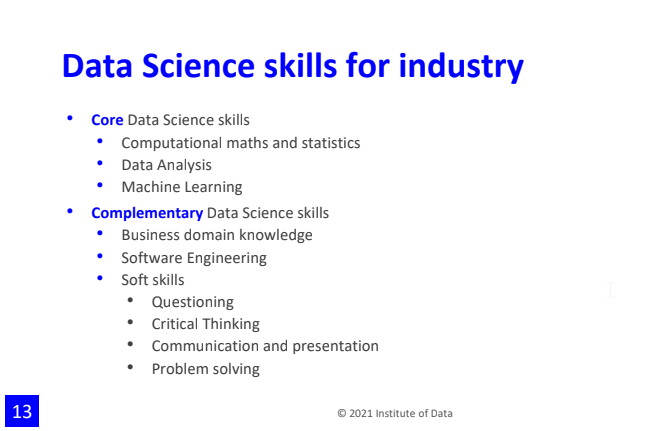 Data Science skills for industry
• Core Data Science skills
• Computational maths and statistics
• Data Analysis
• Machine Learning
• Complementary Data Science skills
• Business domain knowledge
• Software Engineering
• Soft skills
• Questioning
• Critical Thinking
• Communication and presentation
• Problem solving
13
© 2021 Institute of Data